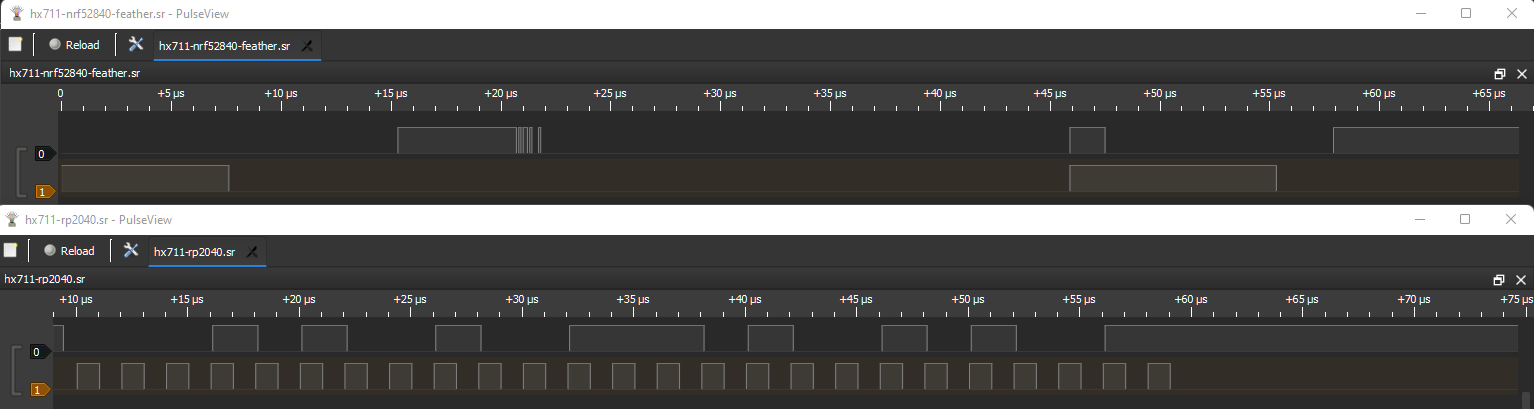 hx711-nrf52840-feather.sr - PulseView
Reload hx711-nrf52840-feather.sr
hx711-nrf52840-feather.sr
0 +5 µs +10 µs +15 µs +20 µs +25 µs +30 µs +35 µs +40 µs +45 µs +50 µs +55 µs +60 µs +65 µs
0
1
hx711-rp2040.sr - PulseView
Reload hx711-rp2040.sr
hx711-rp2040.sr
+10 µs +15 µs +20 µs +25 µs +30 µs +35 µs +40 µs +45 µs +50 µs +55 µs +60 µs +65 µs +70 µs +75 µs
0
1